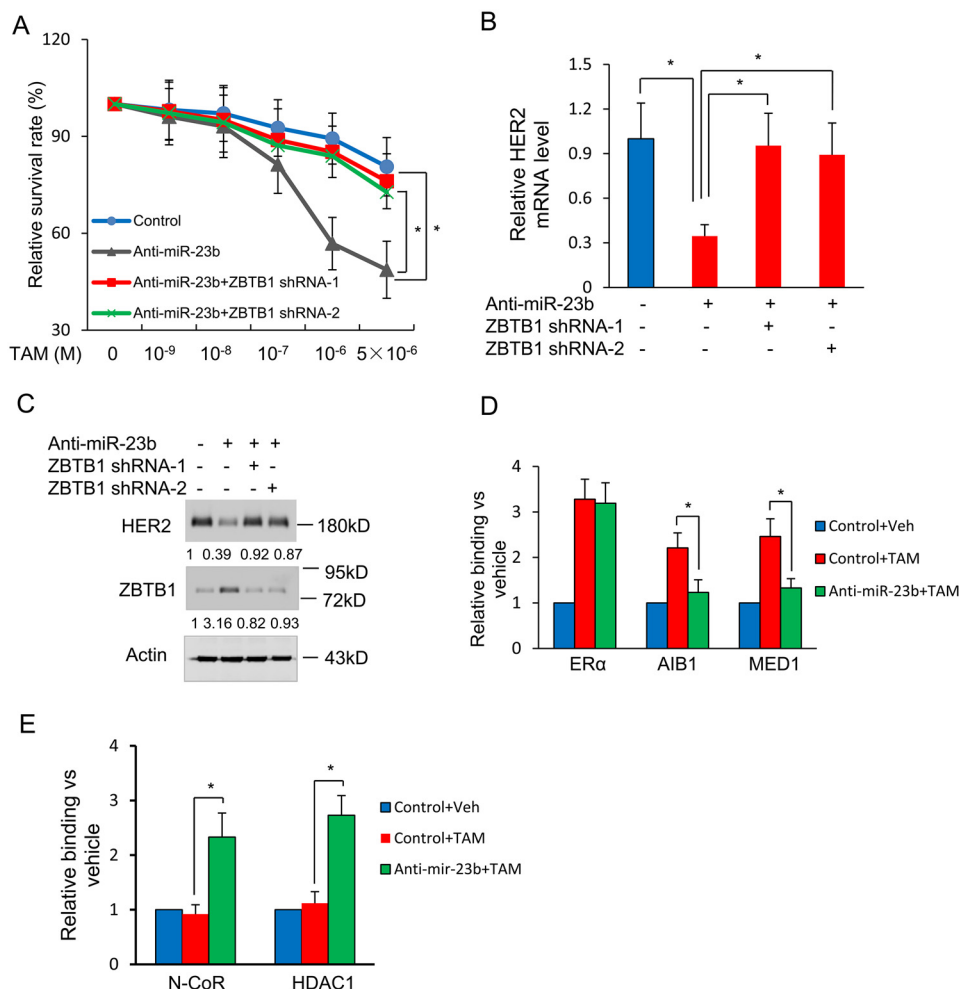 A
120
90
60
30
Relative survival rate (%)
Control
Anti-miR-23b
Anti-miR-23b+ZBTB1 shRNA-1
Anti-miR-23b+ZBTB1 shRNA-2
* *
TAM (M) 0 10⁻⁹ 10⁻⁸ 10⁻⁷ 10⁻⁶ 5×10⁻⁶
B
1.5
1.2
0.9
0.6
0.3
0
Relative HER2
mRNA level
* * *
Anti-miR-23b - + + +
ZBTB1 shRNA-1 - - + -
ZBTB1 shRNA-2 - - - +
C
Anti-miR-23b - + + +
ZBTB1 shRNA-1 - - + -
ZBTB1 shRNA-2 - - - +
HER2 180kD
1 0.39 0.92 0.87
95kD
ZBTB1 72kD
1 3.16 0.82 0.93
Actin 43kD
D
4
3
2
1
0
Relative binding vs
vehicle
* *
ERα AIB1 MED1
Control+Veh
Control+TAM
Anti-miR-23b+TAM
E
4
3
2
1
0
Relative binding vs
vehicle
* *
N-CoR HDAC1
Control+Veh
Control+TAM
Anti-mir-23b+TAM